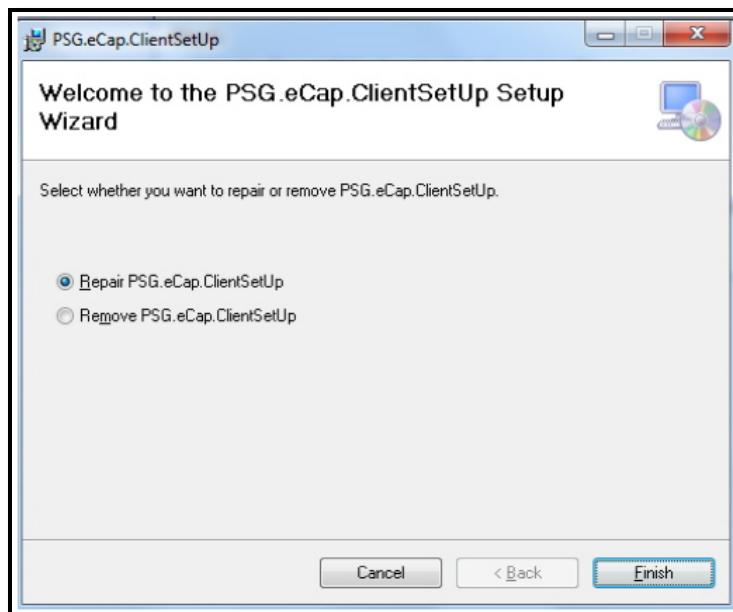 PSG.eCap.ClientSetUp
Welcome to the PSG.eCap.ClientSetUp Setup
Wizard
Select whether you want to repair or remove PSG.eCap.ClientSetUp.
Repair PSG.eCap.ClientSetUp
Remove PSG.eCap.ClientSetUp
Cancel
< Back
Finish